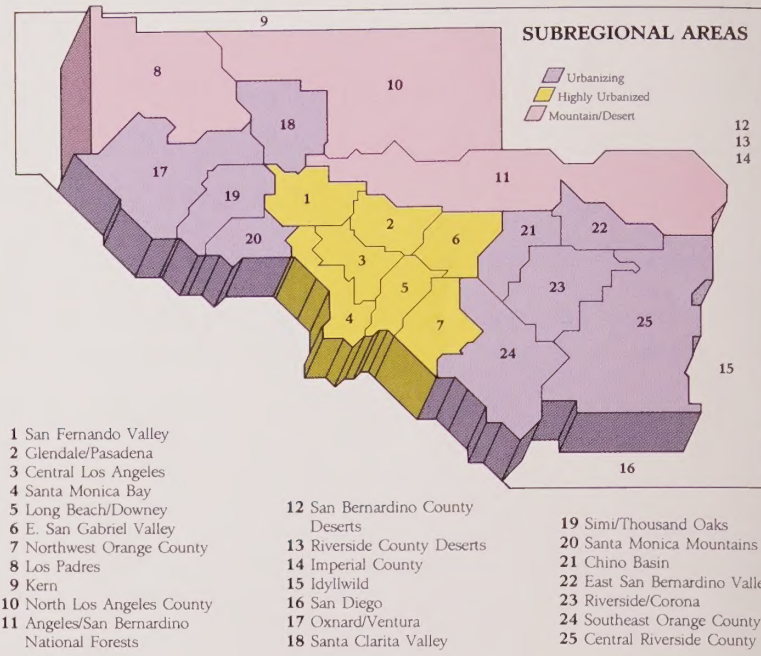 9
SUBREGIONAL AREAS
8
10
Urbanizing
Highly Urbanized
Mountain/Desert
18
12
13
14
17
11
19
1
2
20
6
21
22
3
5
23
4
7
25
24
15
16
1 San Fernando Valley
2 Glendale/Pasadena
3 Central Los Angeles
4 Santa Monica Bay
5 Long Beach/Downey
6 E. San Gabriel Valley
7 Northwest Orange County
8 Los Padres
9 Kern
10 North Los Angeles County
11 Angeles/San Bernardino
National Forests
12 San Bernardino County
Deserts
13 Riverside County Deserts
14 Imperial County
15 Idyllwild
16 San Diego
17 Oxnard/Ventura
18 Santa Clarita Valley
19 Simi/Thousand Oaks
20 Santa Monica Mountains
21 Chino Basin
22 East San Bernardino Valle
23 Riverside/Corona
24 Southeast Orange County
25 Central Riverside County